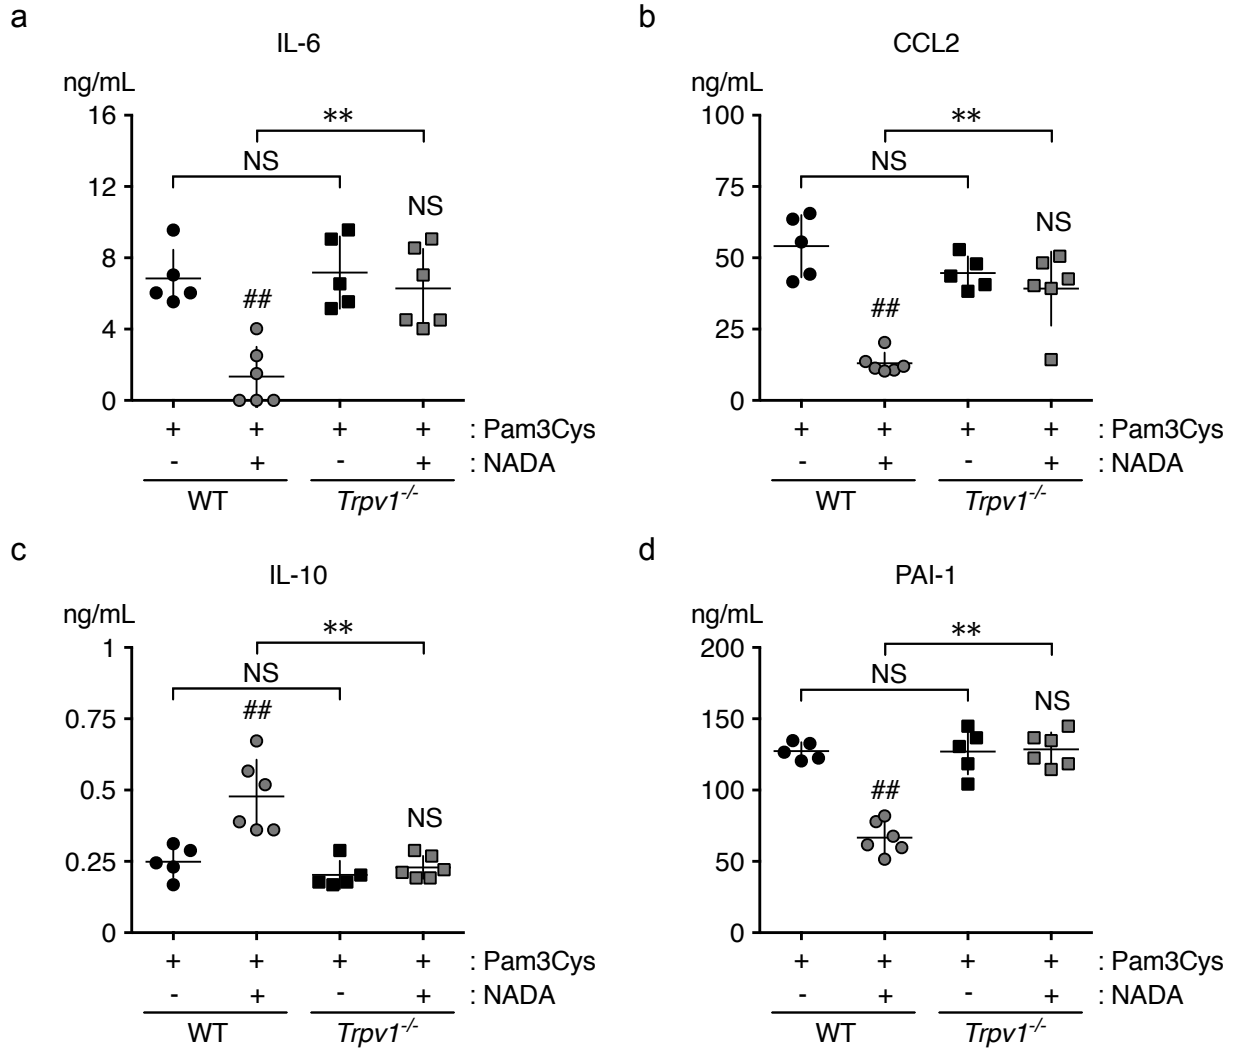 a
IL-6
ng/mL
16
**
NS
12
NS
8
##
4
0
+ + + + : Pam3Cys
- + - + : NADA
WT Trpv1-/-
b
CCL2
ng/mL
100
**
NS
75
NS
50
##
25
0
+ + + + : Pam3Cys
- + - + : NADA
WT Trpv1-/-
c
IL-10
ng/mL
1
**
NS
0.75
##
0.5
NS
0.25
0
+ + + + : Pam3Cys
- + - + : NADA
WT Trpv1-/-
d
PAI-1
ng/mL
200
**
NS
150
NS
100
##
50
0
+ + + + : Pam3Cys
- + - + : NADA
WT Trpv1-/-